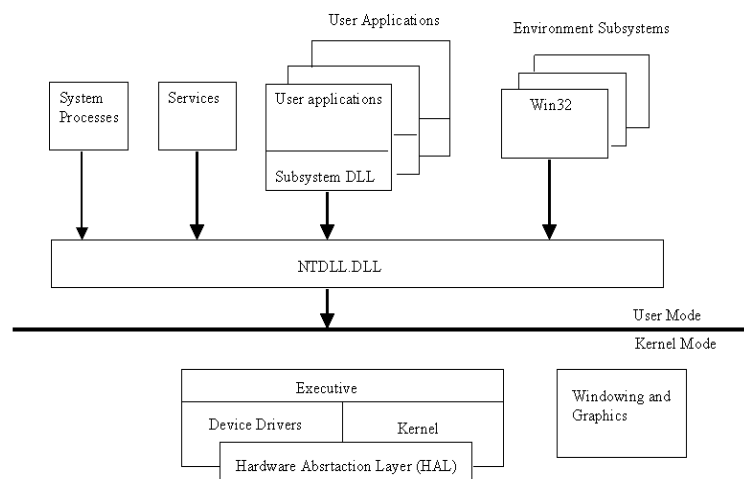 User Applications
Environment Subsystems
System
Processes
Services
User applications
Subsystem DLL
Win32
NTDLL.DLL
User Mode
Kernel Mode
Executive
Device Drivers
Kernel
Hardware Absrtaction Layer (HAL)
Windowing and
Graphics